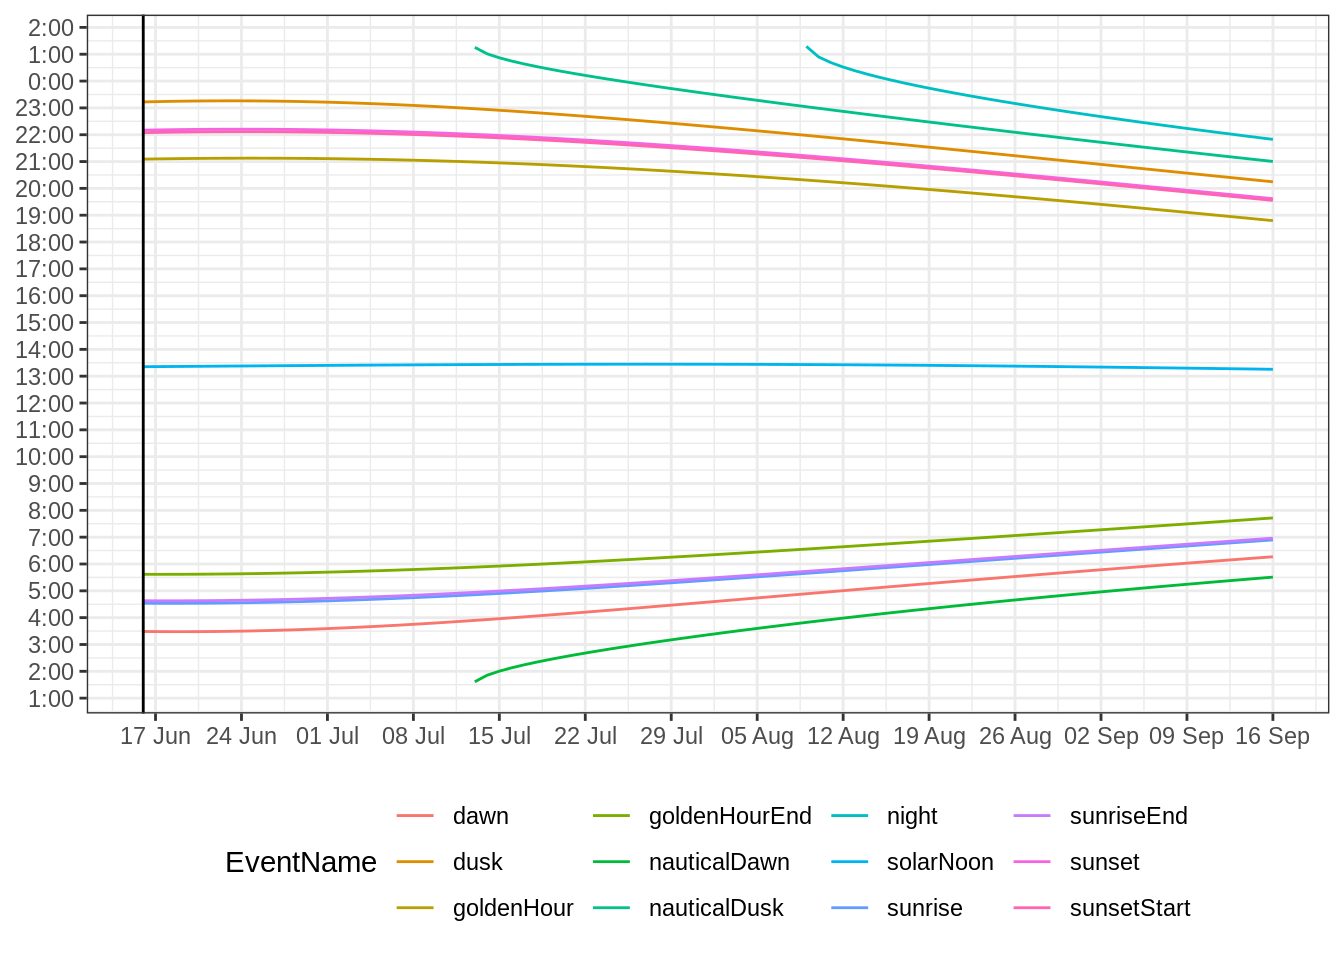 2:00
1:00
0:00
23:00
22:00
21:00
20:00
19:00
18:00
17:00
16:00
15:00
14:00
13:00
12:00
11:00
10:00
9:00
8:00
7:00
6:00
5:00
4:00
3:00
2:00
1:00
17 Jun 24 Jun 01 Jul 08 Jul 15 Jul 22 Jul 29 Jul 05 Aug 12 Aug 19 Aug 26 Aug 02 Sep 09 Sep 16 Sep
EventName
dawn
dusk
goldenHour
goldenHourEnd
nauticalDawn
nauticalDusk
night
solarNoon
sunrise
sunriseEnd
sunset
sunsetStart